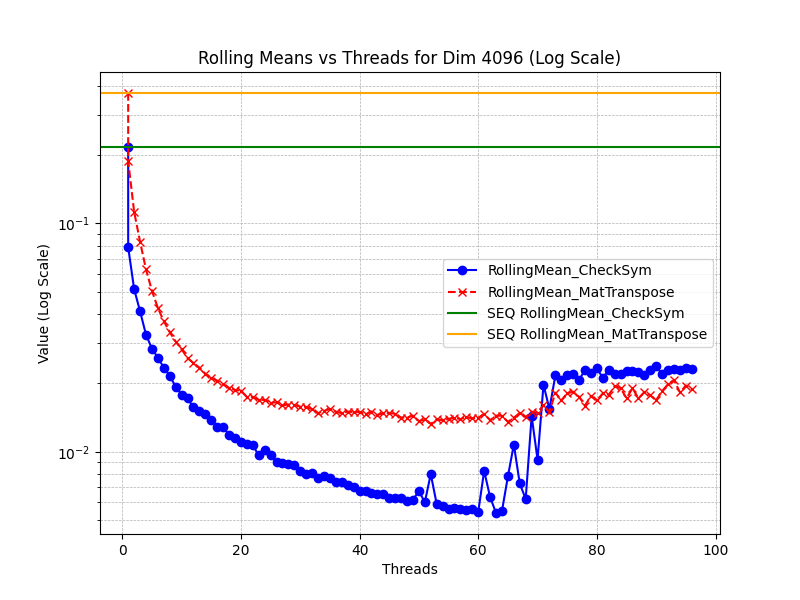 Rolling Means vs Threads for Dim 4096 (Log Scale)
Value (Log Scale)
10⁻¹
10⁻²
RollingMean_CheckSym
RollingMean_MatTranspose
SEQ RollingMean_CheckSym
SEQ RollingMean_MatTranspose
0 20 40 60 80 100
Threads